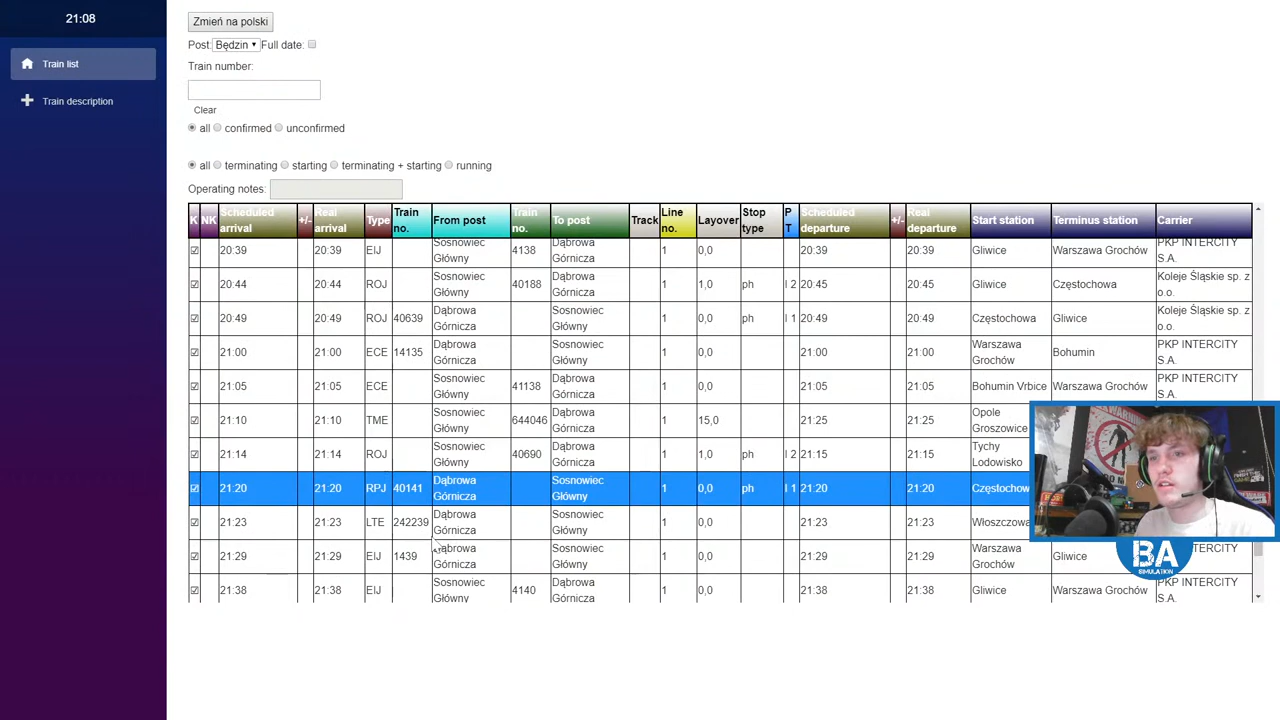 21:08
Train list
Train description
Zmień na polski
Post: Będzin Full date:
Train number:
Clear
all confirmed unconfirmed
all terminating starting terminating + starting running
Operating notes:
K NK Scheduled arrival +/- Real arrival Type Train no. From post Train no. To post Track Line no. Layover Stop type P T Scheduled departure +/- Real departure Start station Terminus station Carrier
20:39 20:39 EIJ Sosnowiec Główny 4138 Dąbrowa Górnicza 1 0,0 20:39 20:39 Gliwice Warszawa Grochów PKP INTERCITY S.A.
20:44 20:44 ROJ Sosnowiec Główny 40188 Dąbrowa Górnicza 1 1,0 ph I 2 20:45 20:45 Gliwice Częstochowa Koleje Śląskie sp. z o.o.
20:49 20:49 ROJ 40639 Dąbrowa Górnicza Sosnowiec Główny 1 0,0 ph I 1 20:49 20:49 Częstochowa Gliwice Koleje Śląskie sp. z o.o.
21:00 21:00 ECE 14135 Dąbrowa Górnicza Sosnowiec Główny 1 0,0 21:00 21:00 Warszawa Grochów Bohumin PKP INTERCITY S.A.
21:05 21:05 ECE Sosnowiec Główny 41138 Dąbrowa Górnicza 1 0,0 21:05 21:05 Bohumin Vrbice Warszawa Grochów PKP INTERCITY S.A.
21:10 21:10 TME Sosnowiec Główny 644046 Dąbrowa Górnicza 1 15,0 21:25 21:25 Opole Groszowice
21:14 21:14 ROJ Sosnowiec Główny 40690 Dąbrowa Górnicza 1 1,0 ph I 2 21:15 21:15 Tychy Lodowisko
21:20 21:20 RPJ 40141 Dąbrowa Górnicza Sosnowiec Główny 1 0,0 ph I 1 21:20 21:20 Częstochow
21:23 21:23 LTE 242239 Dąbrowa Górnicza Sosnowiec Główny 1 0,0 21:23 21:23 Włoszczowa
21:29 21:29 EIJ 1439 Dąbrowa Górnicza Sosnowiec Główny 1 0,0 21:29 21:29 Warszawa Grochów Gliwice INTERCITY
21:38 21:38 EIJ Sosnowiec Główny 4140 Dąbrowa Górnicza 1 0,0 21:38 21:38 Gliwice Warszawa Grochów PKP INTERCITY S.A.
BA
SIMULATION